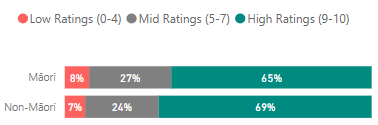 Low Ratings (0-4) Mid Ratings (5-7) High Ratings (9-10)
Māori 8% 27% 65%
Non-Māori 7% 24% 69%